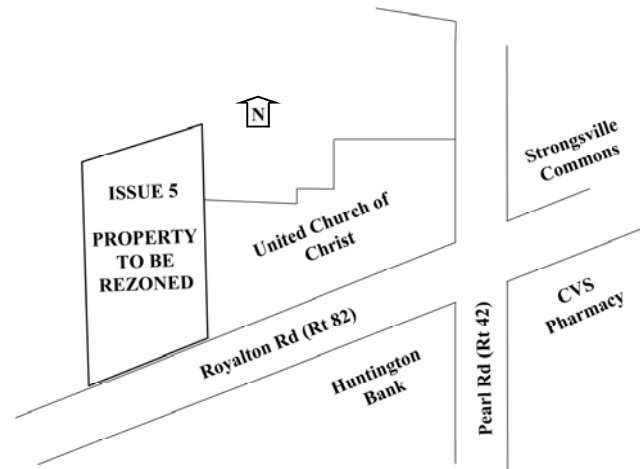 N
Strongsville
Commons
ISSUE 5
PROPERTY
TO BE
REZONED
United Church of
Christ
CVS
Pharmacy
Royalton Rd (Rt 82)
Huntington
Bank
Pearl Rd (Rt 42)